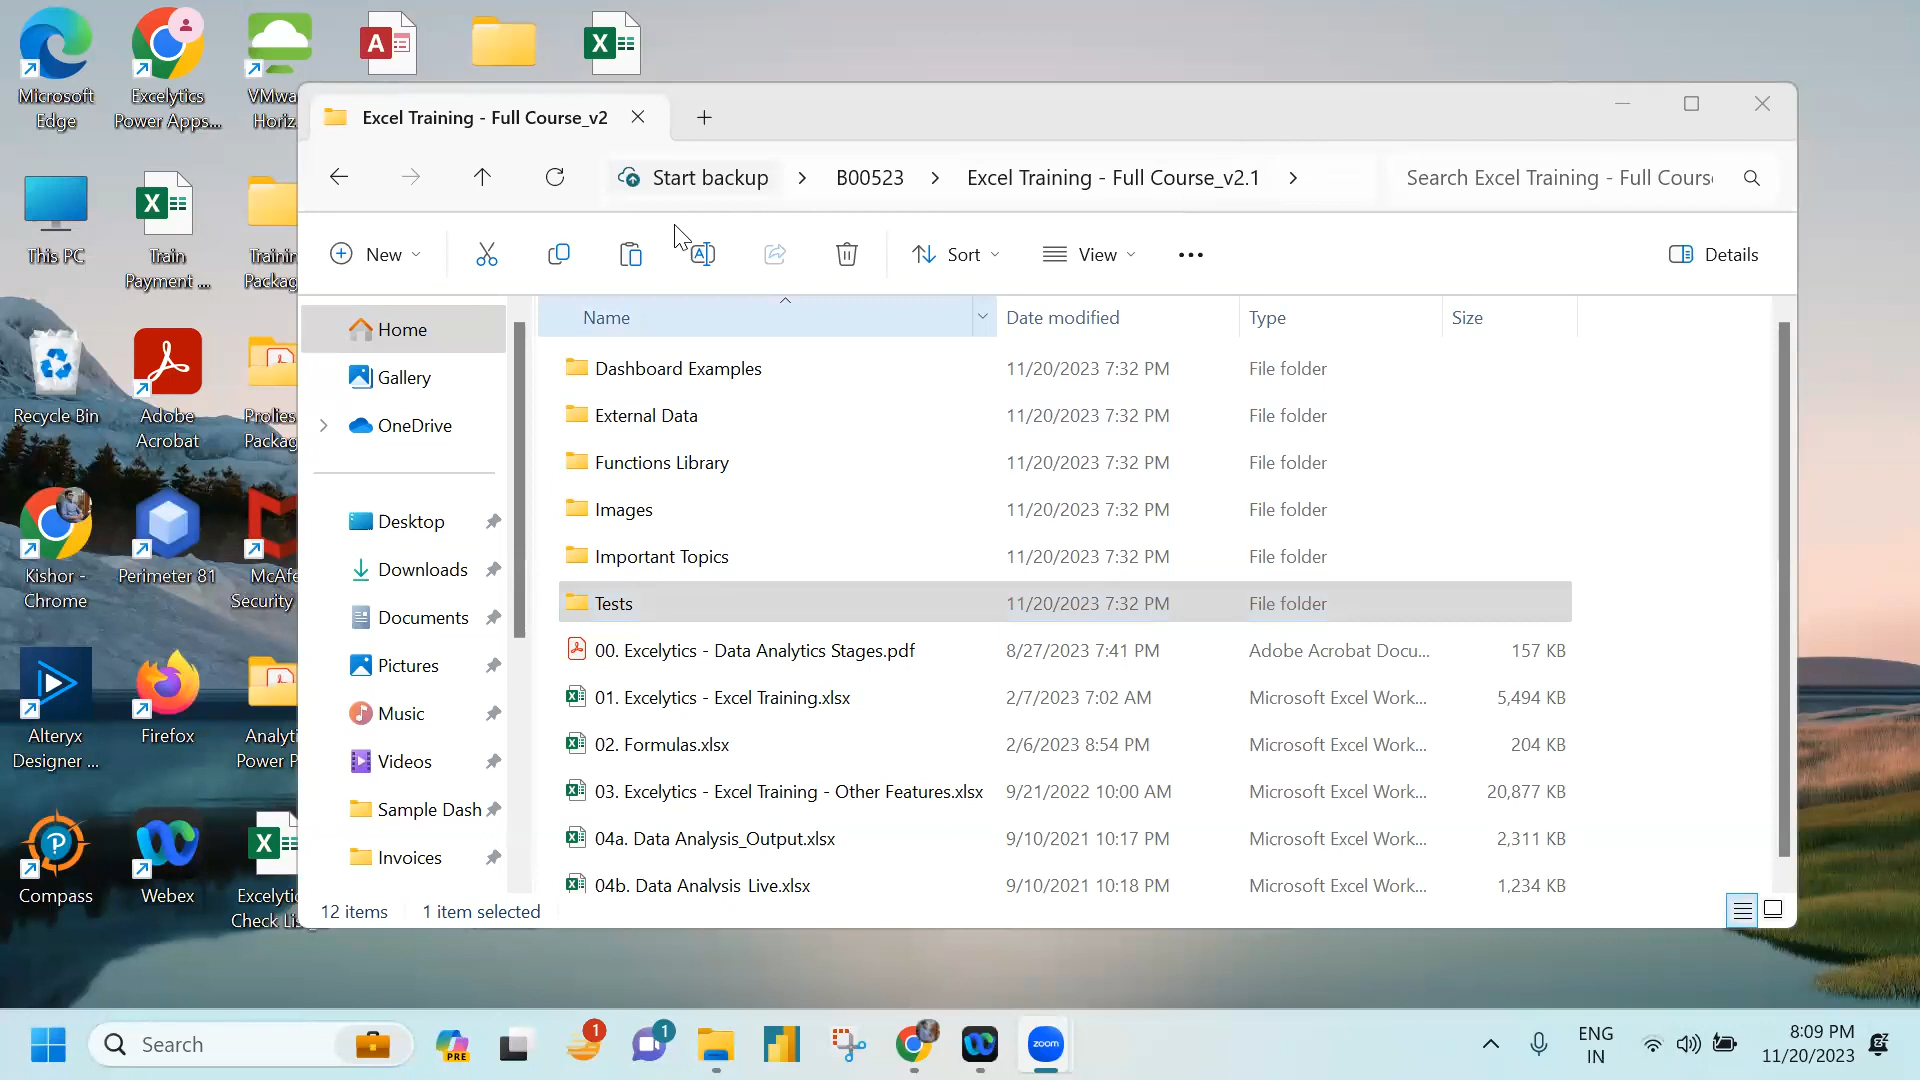 Microsoft
Edge
Excelytics
Power Apps...
VMwa
Horiz
This PC
Train
Payment ...
Trainin
Packag
Recycle Bin
Adobe
Acrobat
Prolies
Packag
Kishor -
Chrome
Perimeter 81
McAfe
Security
Alteryx
Designer ...
Firefox
Analyti
Power P
Compass
Webex
Excelytic
Check Lis
Excel Training - Full Course_v2
Start backup
B00523
Excel Training - Full Course_v2.1
Search Excel Training - Full Cours
New
Sort
View
Details
Home
Gallery
OneDrive
Desktop
Downloads
Documents
Pictures
Music
Videos
Sample Dash
Invoices
Name Date modified Type Size
Dashboard Examples 11/20/2023 7:32 PM File folder
External Data 11/20/2023 7:32 PM File folder
Functions Library 11/20/2023 7:32 PM File folder
Images 11/20/2023 7:32 PM File folder
Important Topics 11/20/2023 7:32 PM File folder
Tests 11/20/2023 7:32 PM File folder
00. Excelytics - Data Analytics Stages.pdf 8/27/2023 7:41 PM Adobe Acrobat Docu... 157 KB
01. Excelytics - Excel Training.xlsx 2/7/2023 7:02 AM Microsoft Excel Work... 5,494 KB
02. Formulas.xlsx 2/6/2023 8:54 PM Microsoft Excel Work... 204 KB
03. Excelytics - Excel Training - Other Features.xlsx 9/21/2022 10:00 AM Microsoft Excel Work... 20,877 KB
04a. Data Analysis_Output.xlsx 9/10/2021 10:17 PM Microsoft Excel Work... 2,311 KB
04b. Data Analysis Live.xlsx 9/10/2021 10:18 PM Microsoft Excel Work... 1,234 KB
12 items 1 item selected
Search
PRE
1
1
zoom
ENG
IN
8:09 PM
11/20/2023